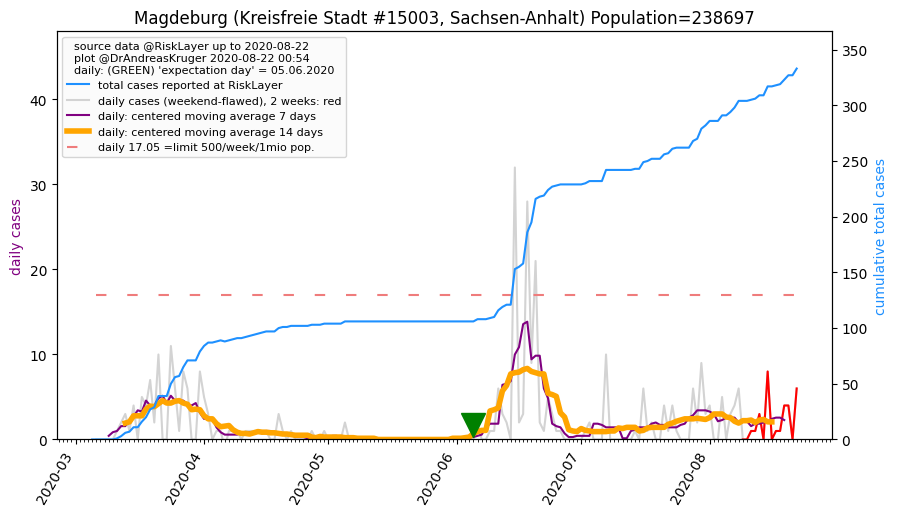 Magdeburg (Kreisfreie Stadt #15003, Sachsen-Anhalt) Population=238697
source data @RiskLayer up to 2020-08-22
plot @DrAndreasKruger 2020-08-22 00:54
daily: (GREEN) 'expectation day' = 05.06.2020
total cases reported at RiskLayer
daily cases (weekend-flawed), 2 weeks: red
daily: centered moving average 7 days
daily: centered moving average 14 days
daily 17.05 =limit 500/week/1mio pop.
daily cases
40
30
20
10
0
350
300
250
200
150
100
50
0
cumulative total cases
2020-03
2020-04
2020-05
2020-06
2020-07
2020-08